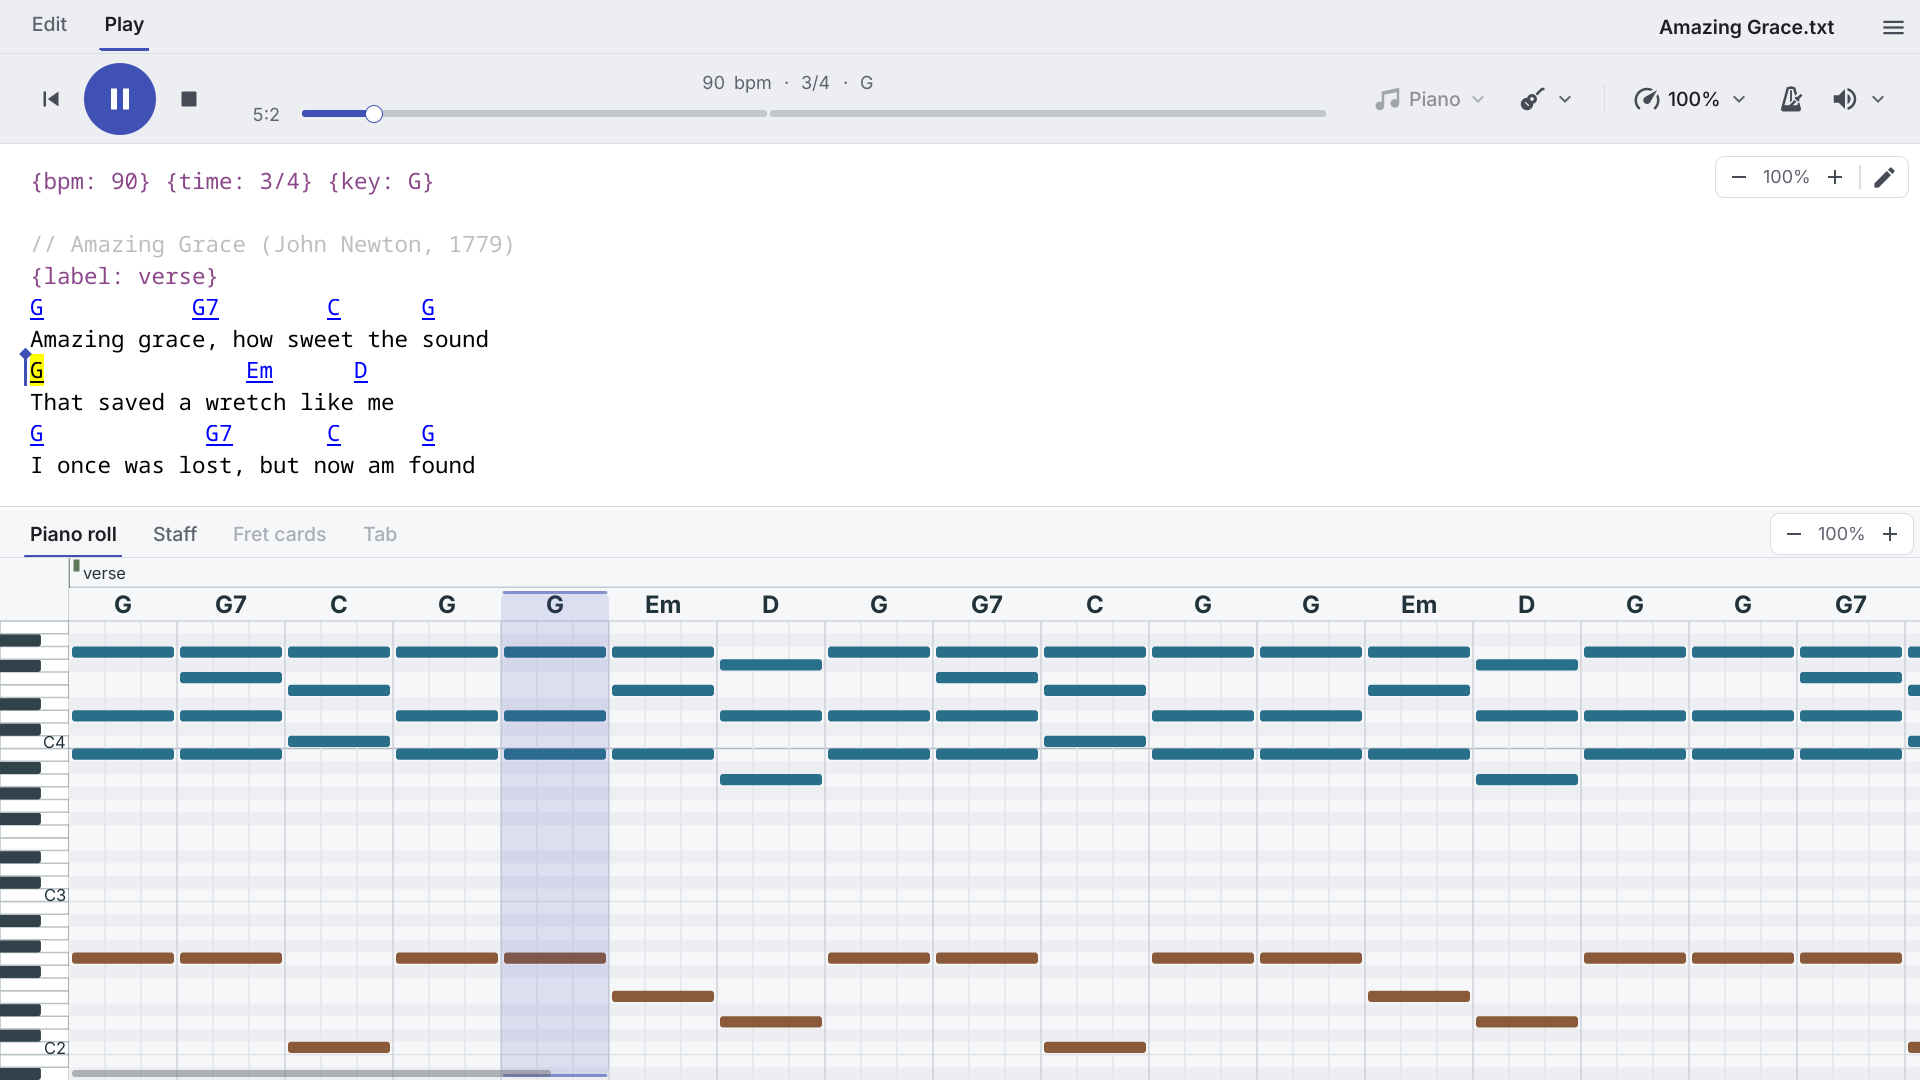 Edit Play Amazing Grace.txt
90 bpm · 3/4 · G
5:2 Piano 100%
{bpm: 90} {time: 3/4} {key: G}
100%
// Amazing Grace (John Newton, 1779)
{label: verse}
G G7 C G
Amazing grace, how sweet the sound
G Em D
That saved a wretch like me
G G7 C G
I once was lost, but now am found
Piano roll Staff Fret cards Tab 100%
verse
G G7 C G G Em D G G7 C G G Em D G G G7
C4
C3
C2